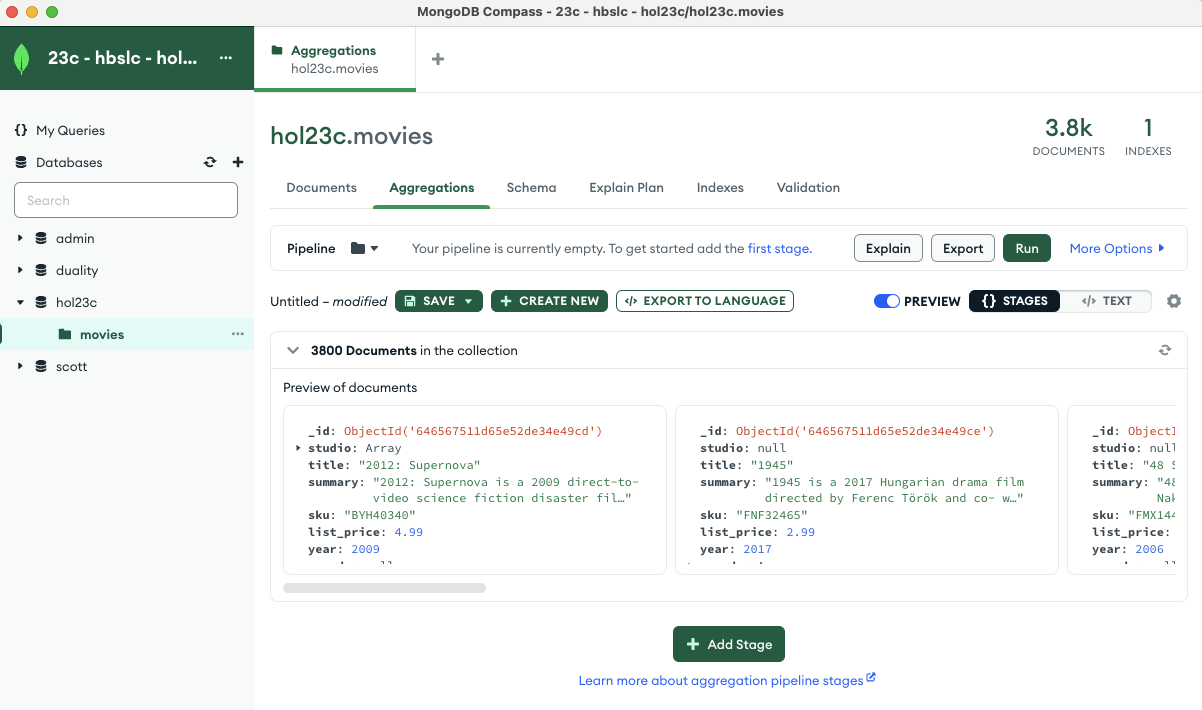 MongoDB Compass - 23c - hbslc - hol23c/hol23c.movies
23c - hbslc - hol...
Aggregations
hol23c.movies
My Queries
Databases
Search
admin
duality
hol23c
movies
scott
hol23c.movies
3.8k
DOCUMENTS
1
INDEXES
Documents Aggregations Schema Explain Plan Indexes Validation
Pipeline Your pipeline is currently empty. To get started add the first stage. Explain Export Run More Options
Untitled – modified SAVE CREATE NEW </> EXPORT TO LANGUAGE PREVIEW {} STAGES </> TEXT
3800 Documents in the collection
Preview of documents
_id: ObjectId('646567511d65e52de34e49cd')
studio: Array
title: "2012: Supernova"
summary: "2012: Supernova is a 2009 direct-to-
video science fiction disaster fil…"
sku: "BYH40340"
list_price: 4.99
year: 2009
_id: ObjectId('646567511d65e52de34e49ce')
studio: null
title: "1945"
summary: "1945 is a 2017 Hungarian drama film
directed by Ferenc Török and co- w…"
sku: "FNF32465"
list_price: 2.99
year: 2017
_id: ObjectI
studio: null
title: "48 S
summary: "48
Nak
sku: "FMX144
list_price:
year: 2006
Add Stage
Learn more about aggregation pipeline stages